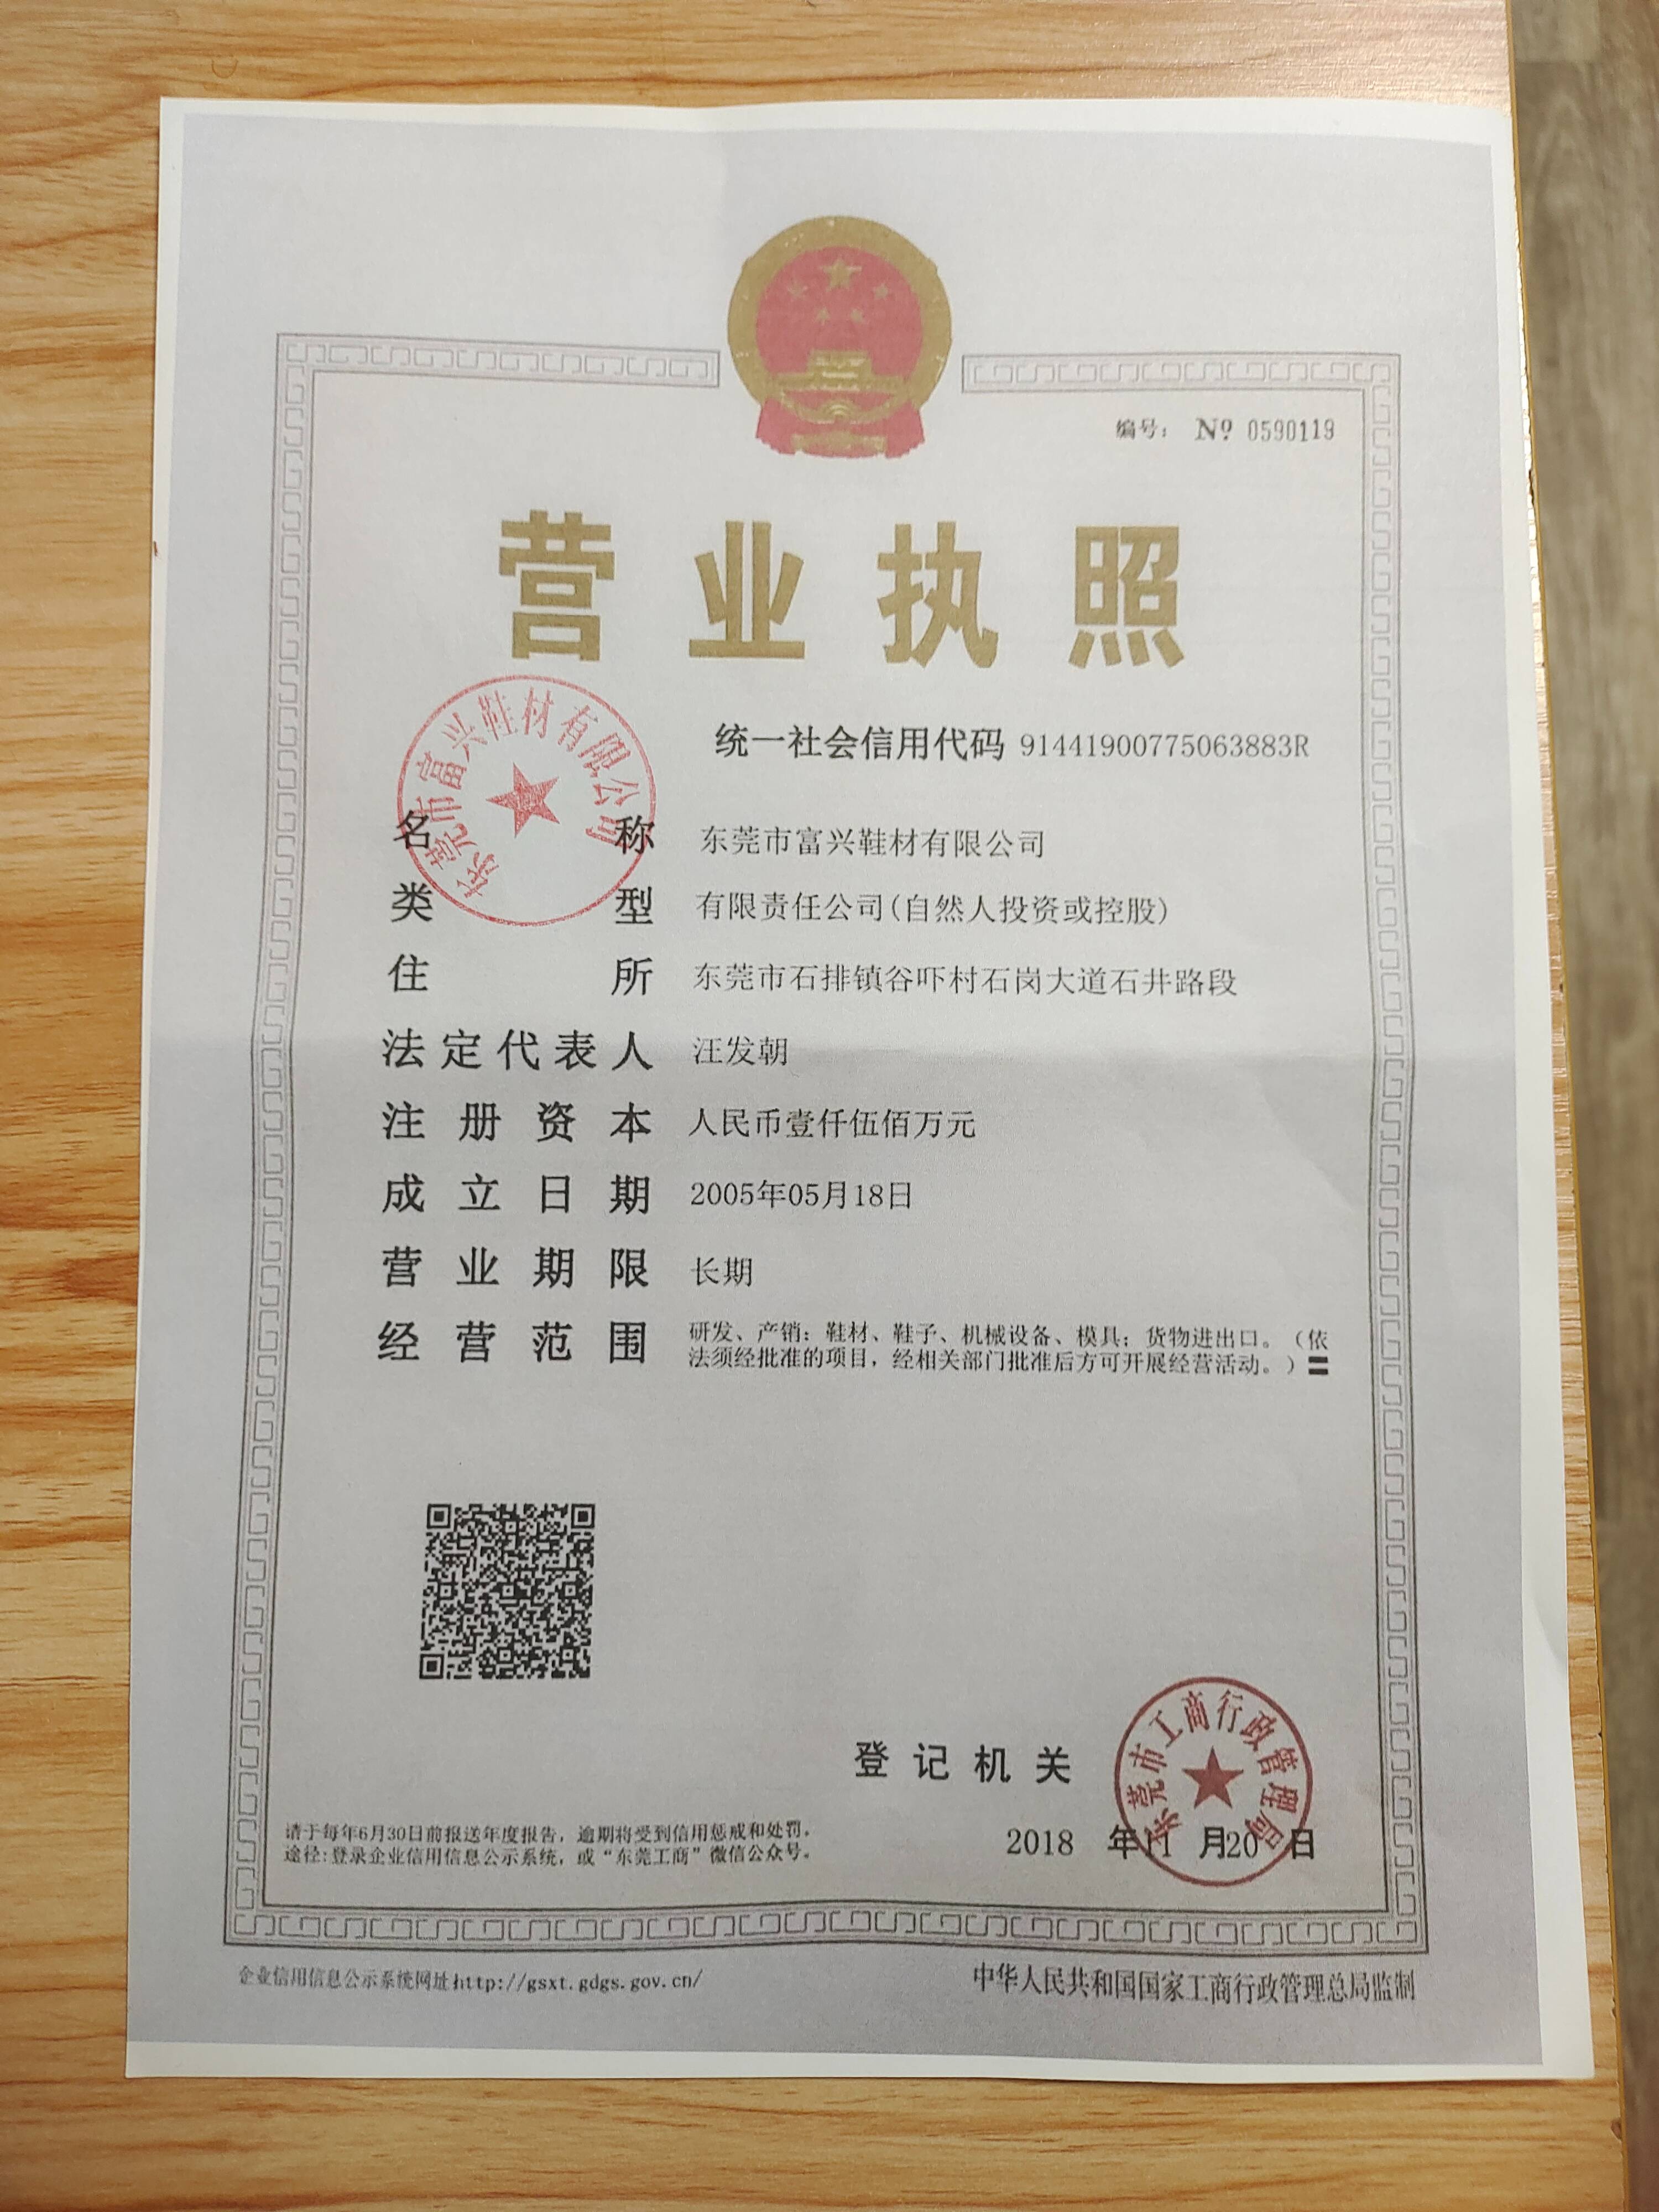 编号： № 0590119
营业执照
东莞市富兴鞋材有限公司
统一社会信用代码 91441900775063883R
名称 东莞市富兴鞋材有限公司
类型 有限责任公司(自然人投资或控股)
住所 东莞市石排镇谷吓村石岗大道石井路段
法定代表人 汪发朝
注册资本 人民币壹仟伍佰万元
成立日期 2005年05月18日
营业期限 长期
经营范围 研发、产销：鞋材、鞋子、机械设备、模具；货物进出口。（依
法须经批准的项目，经相关部门批准后方可开展经营活动。）〓
登记机关
东莞市工商行政管理局
2018 年11 月20 日
请于每年6月30日前报送年度报告，逾期将受到信用惩戒和处罚。
途径:登录企业信用信息公示系统，或“东莞工商”微信公众号。
企业信用信息公示系统网址http://gsxt.gdgs.gov.cn/
中华人民共和国国家工商行政管理总局监制